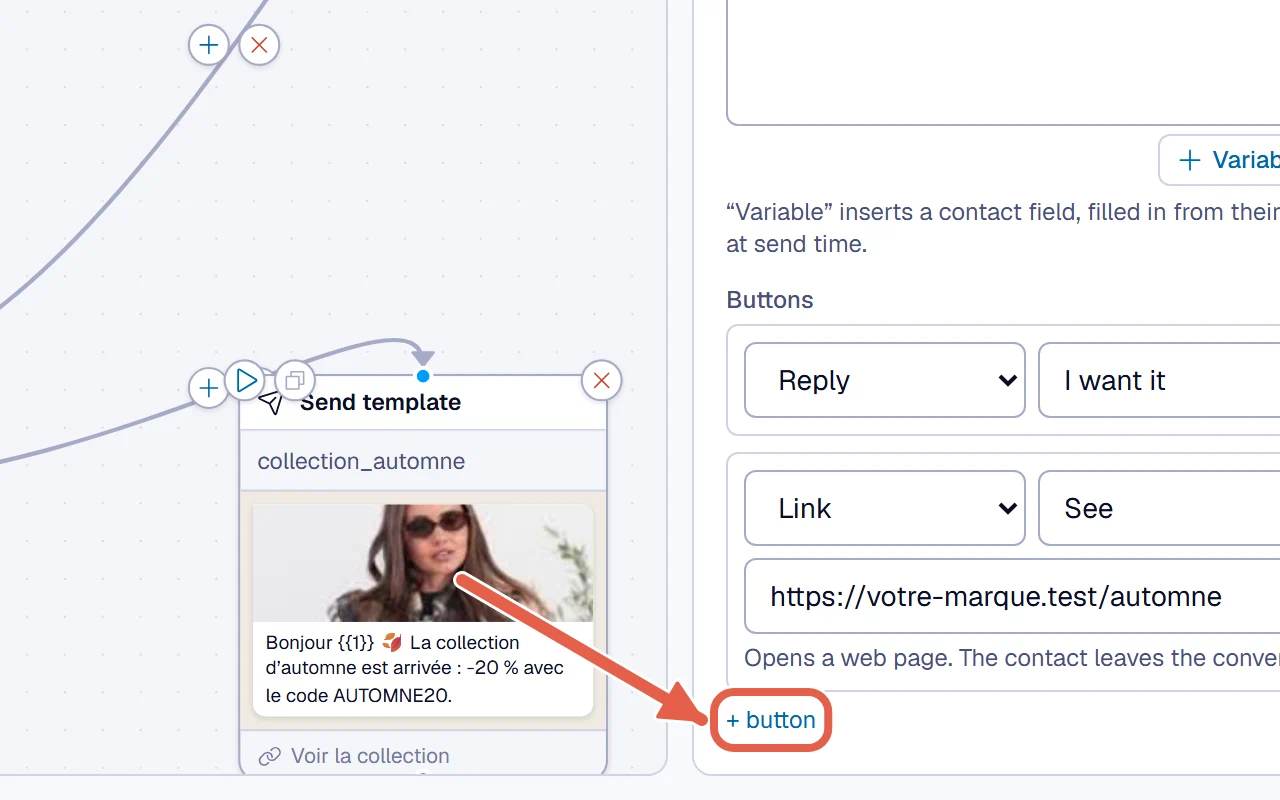 Send template
collection_automne
Bonjour {{1}} 🍂 La collection
d’automne est arrivée : -20 % avec
le code AUTOMNE20.
Voir la collection
“Variable” inserts a contact field, filled in from their
at send time.
Buttons
Reply
I want it
Link
See
https://votre-marque.test/automne
Opens a web page. The contact leaves the
+ button